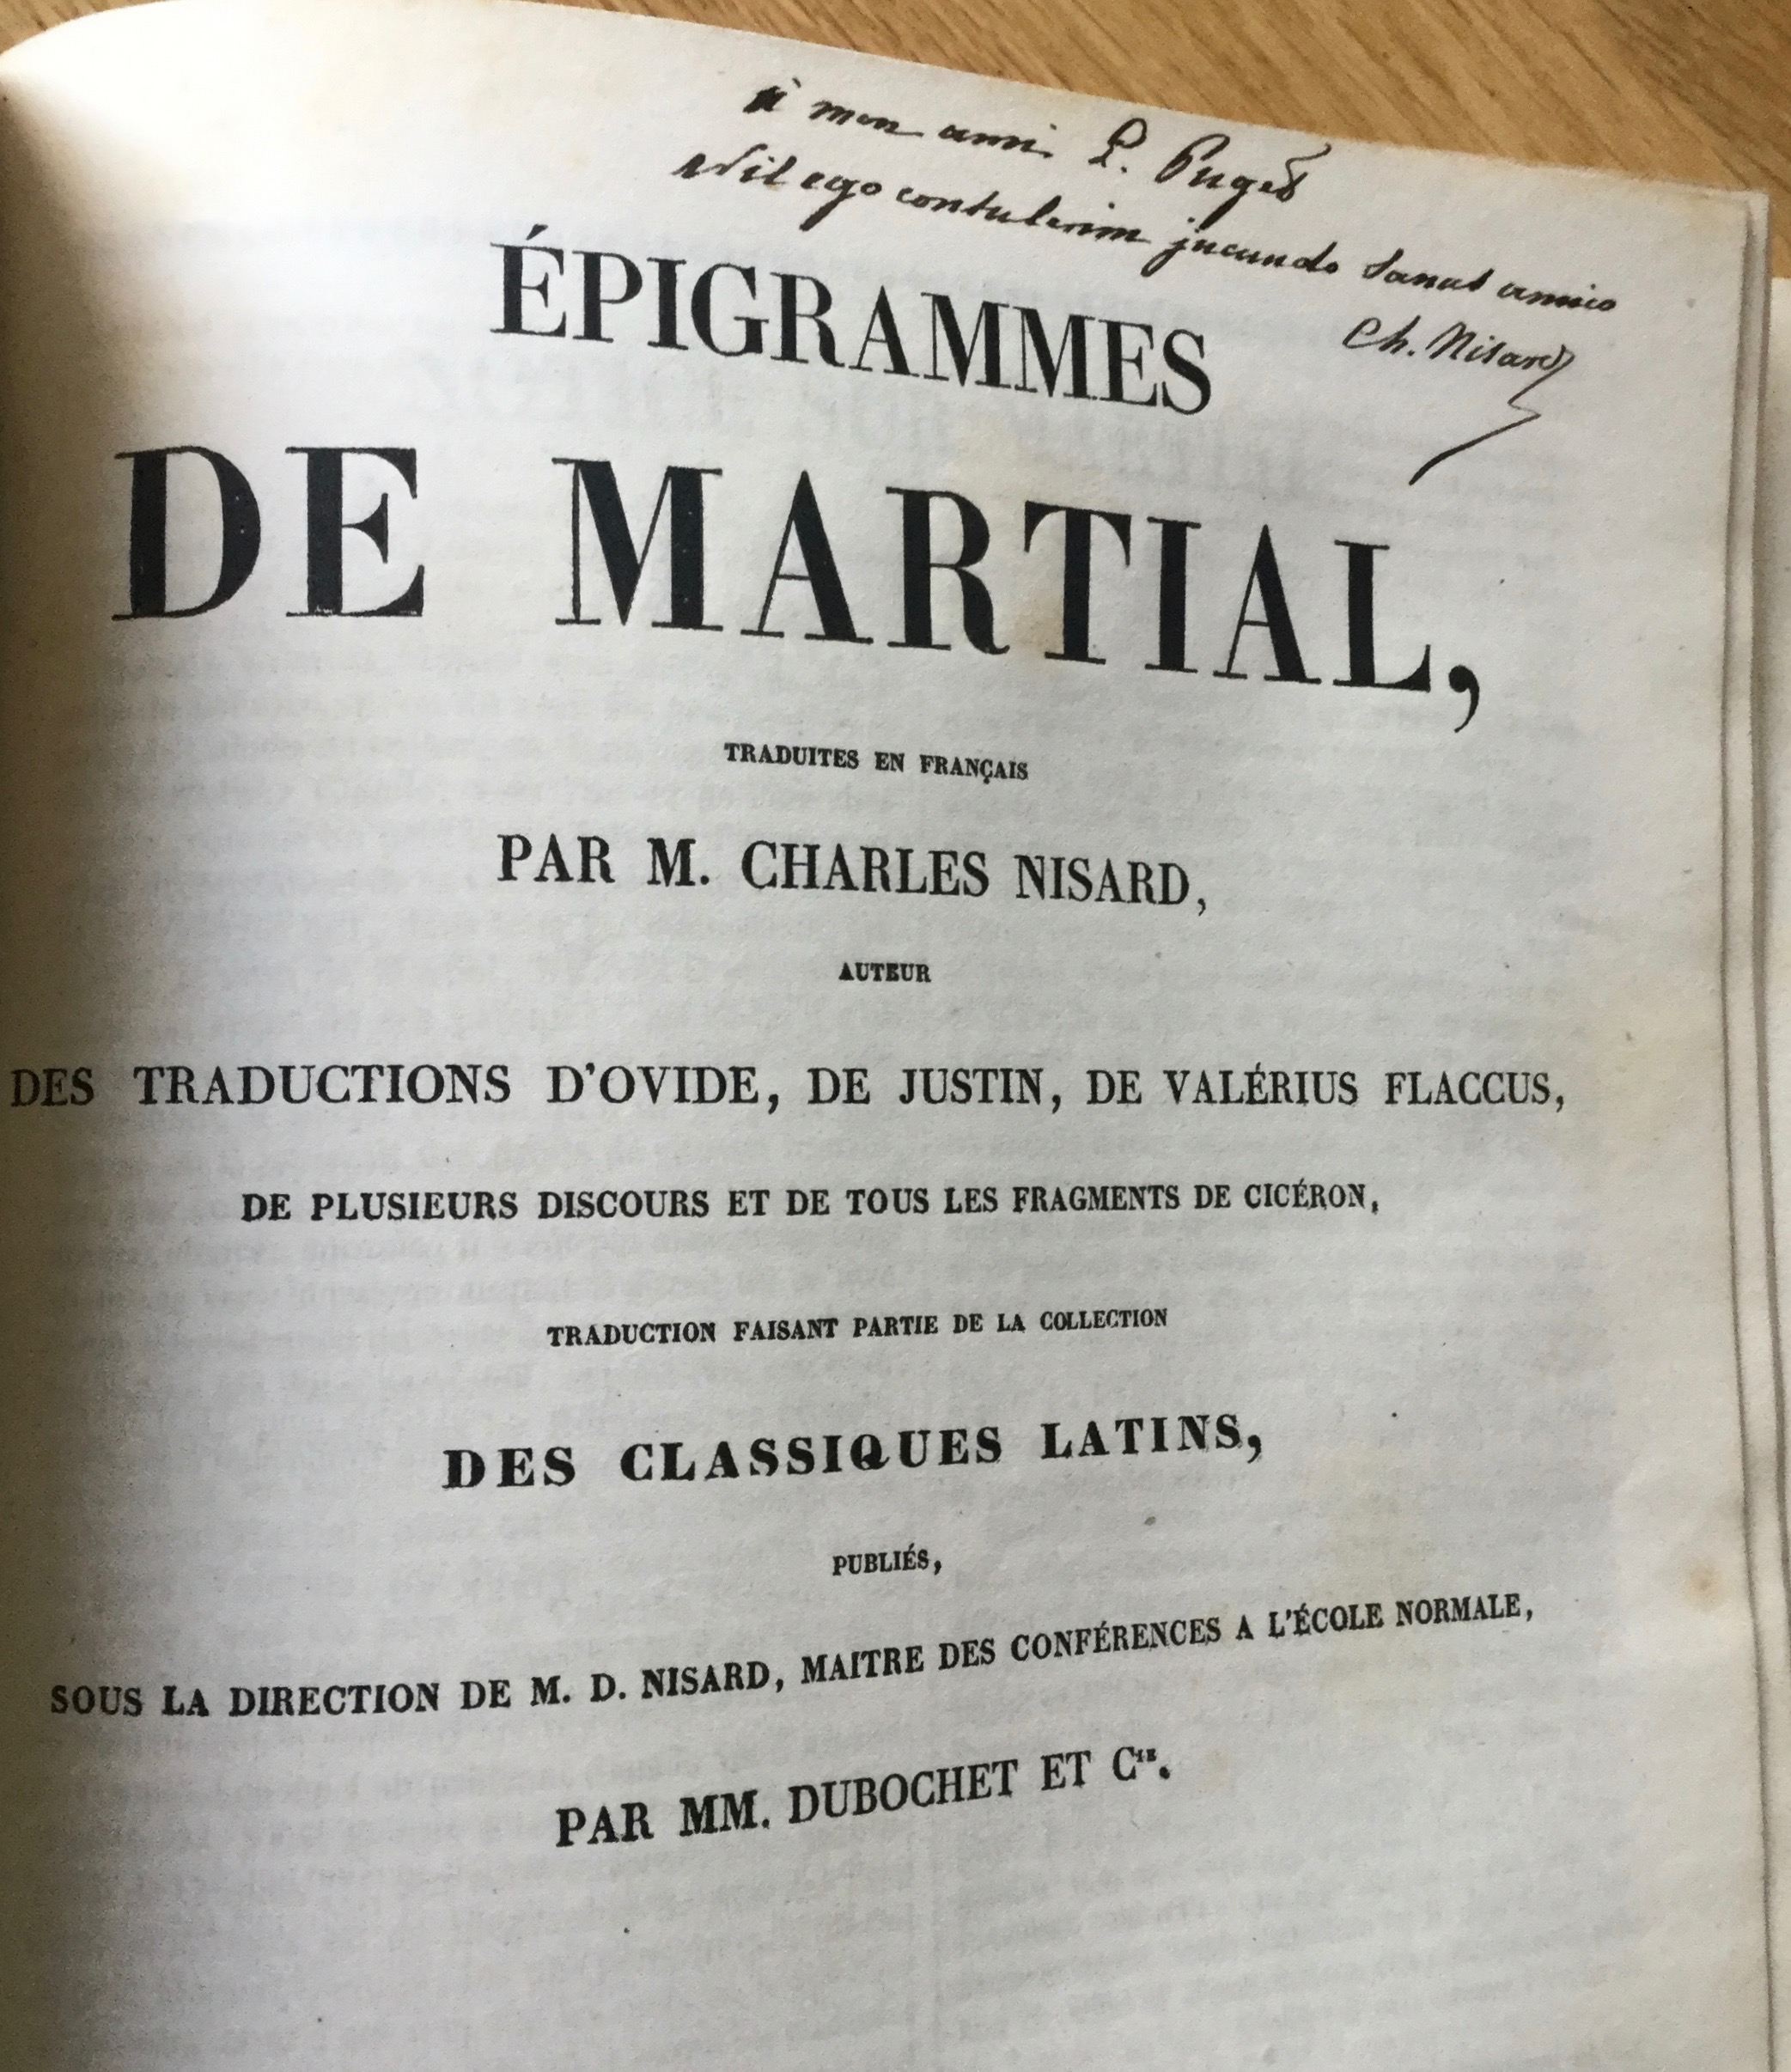 à mon ami P. Puget
Nil ego contulerim jucundo sanus amico
Ch. Nisard
ÉPIGRAMMES
DE MARTIAL,
TRADUITES EN FRANÇAIS
PAR M. CHARLES NISARD,
AUTEUR
DES TRADUCTIONS D'OVIDE, DE JUSTIN, DE VALÉRIUS FLACCUS,
DE PLUSIEURS DISCOURS ET DE TOUS LES FRAGMENTS DE CICÉRON,
TRADUCTION FAISANT PARTIE DE LA COLLECTION
DES CLASSIQUES LATINS,
PUBLIÉS,
SOUS LA DIRECTION DE M. D. NISARD, MAITRE DES CONFÉRENCES A L'ÉCOLE NORMALE,
PAR MM. DUBOCHET ET Cie.